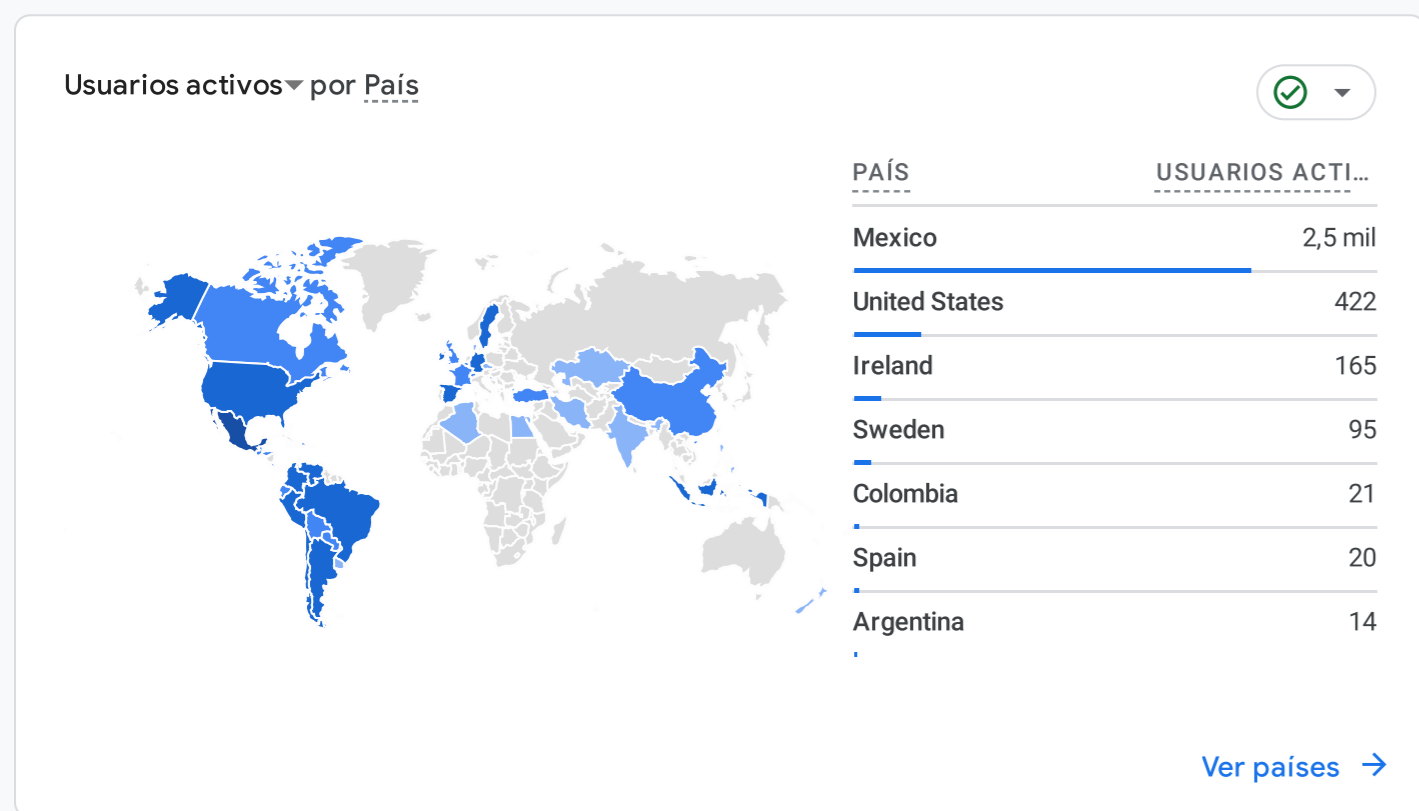 Usuarios activos por País
PAÍS USUARIOS ACTI...
Mexico 2,5 mil
United States 422
Ireland 165
Sweden 95
Colombia 21
Spain 20
Argentina 14
Ver países